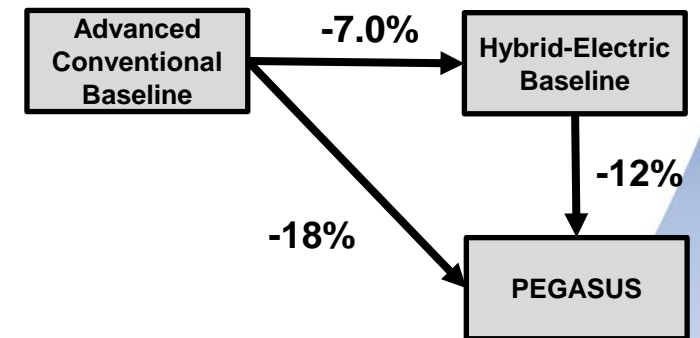 Advanced
Conventional
Baseline
-7.0%
Hybrid-Electric
Baseline
-12%
-18%
PEGASUS